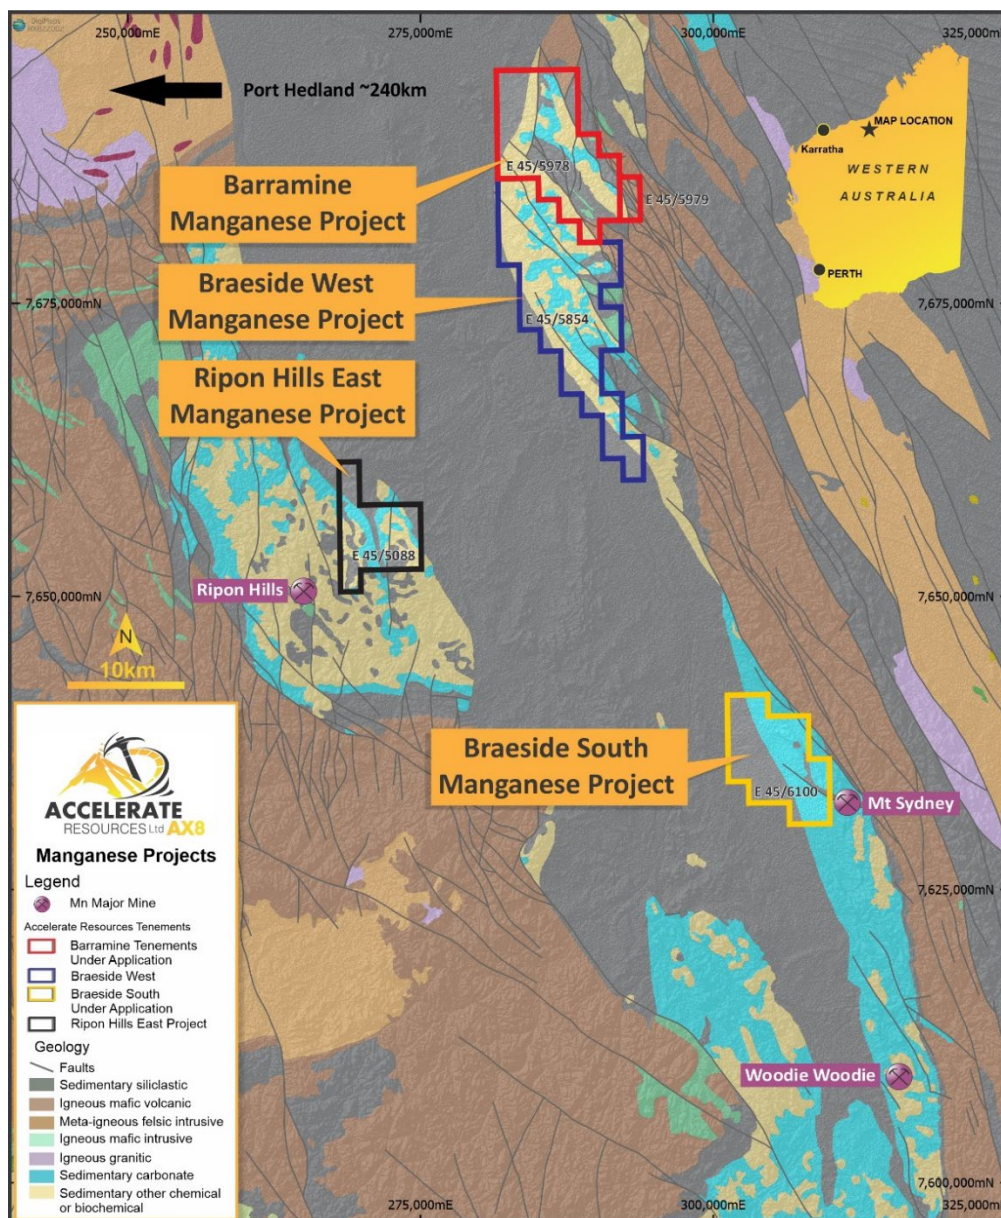 250,000mE
275,000mE
300,000mE
325,000mE
Port Hedland ~240km
MAP LOCATION
Karratha
WESTERN
AUSTRALIA
PERTH
E 45/5978
E 45/5979
Barramine
Manganese Project
Braeside West
Manganese Project
7,675,000mN
7,675,000mN
E 45/5854
Ripon Hills East
Manganese Project
E 45/5088
Ripon Hills
7,650,000mN
7,650,000mN
N
10km
Braeside South
Manganese Project
E 45/6100
Mt Sydney
ACCELERATE
RESOURCES Ltd AX8
Manganese Projects
Legend
Mn Major Mine
Accelerate Resources Tenements
Barramine Tenements
Under Application
Braeside West
Braeside South
Under Application
Ripon Hills East Project
Geology
Faults
Sedimentary siliclastic
Igneous mafic volcanic
Meta-igneous felsic intrusive
Igneous mafic intrusive
Igneous granitic
Sedimentary carbonate
Sedimentary other chemical
or biochemical
7,625,000mN
Woodie Woodie
7,600,000mN
275,000mE
300,000mE
325,000mE